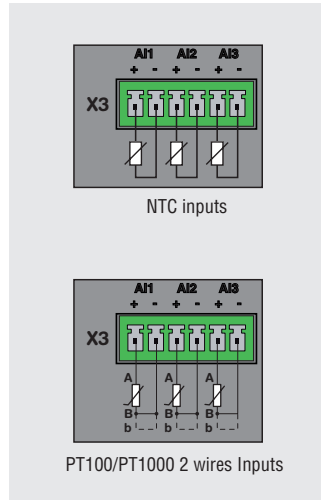 AI1 AI2 AI3
+ - + - + -
X3
NTC inputs
AI1 AI2 AI3
+ - + - + -
X3
A A A
B B B
b b b
PT100/PT1000 2 wires Inputs